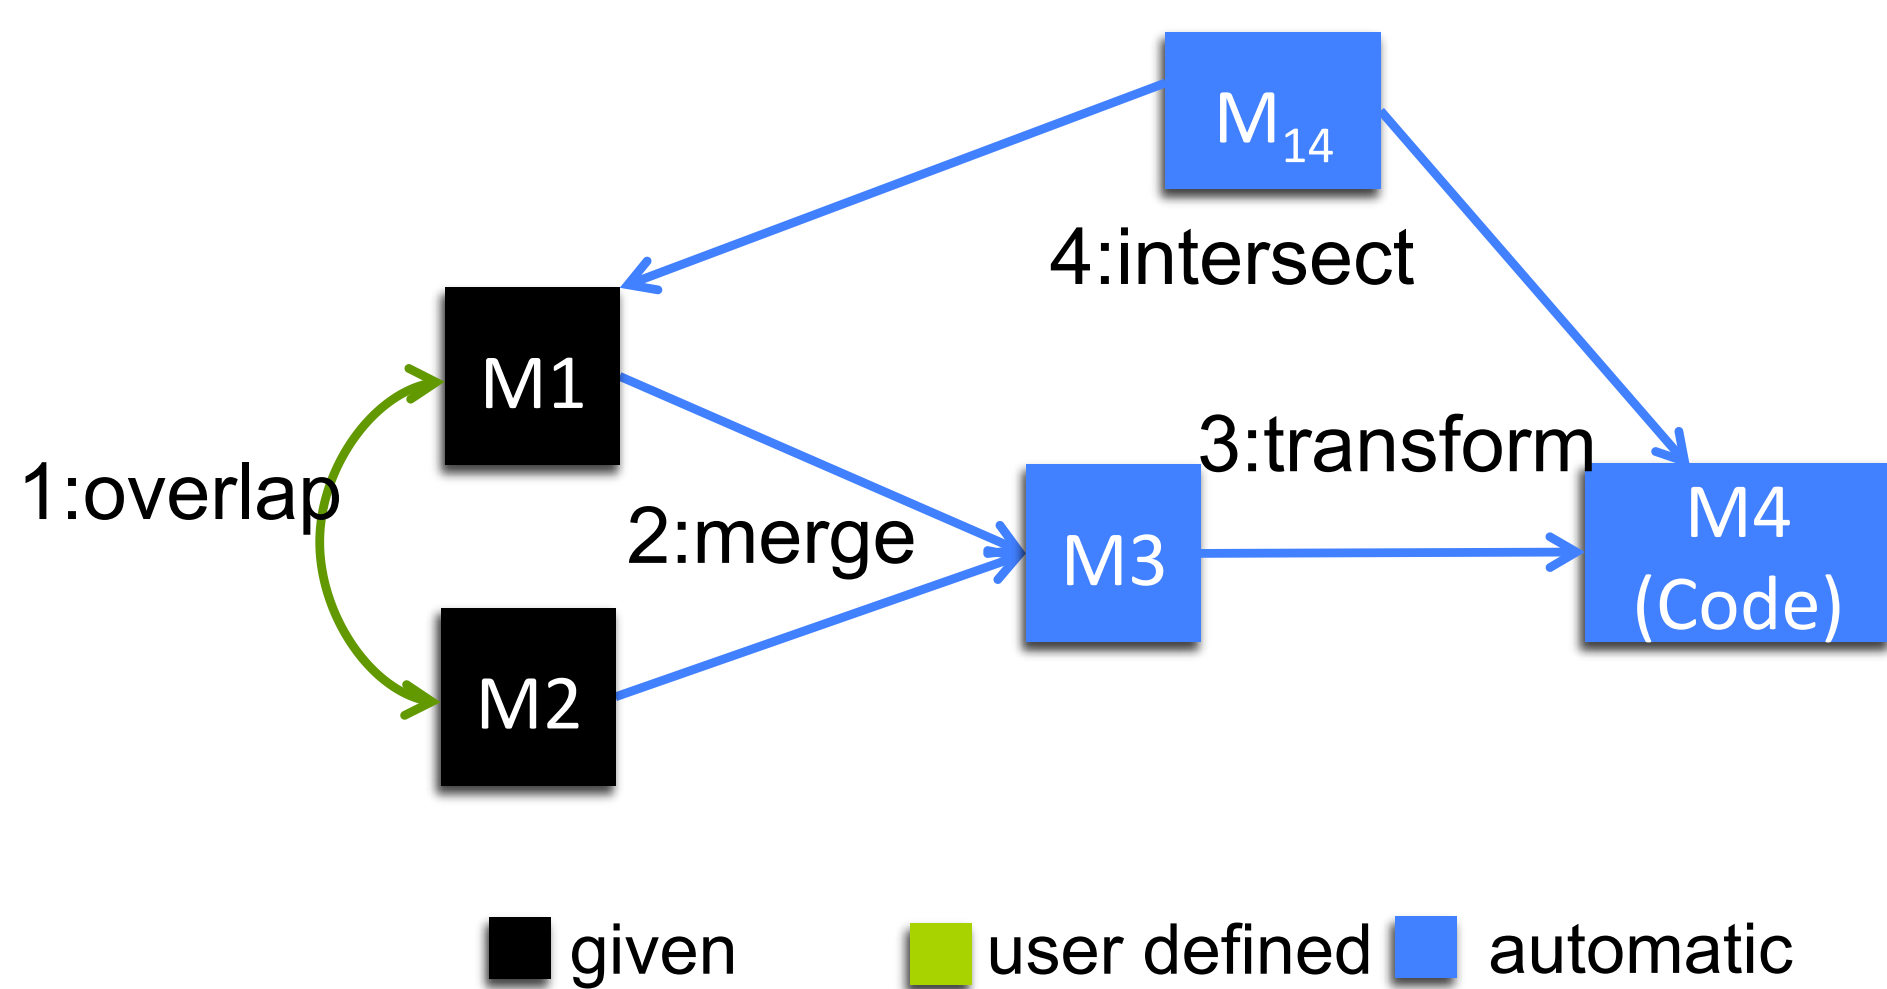 M14
4:intersect
M1
3:transform
1:overlap
2:merge
M3
M4
(Code)
M2
given
user defined
automatic